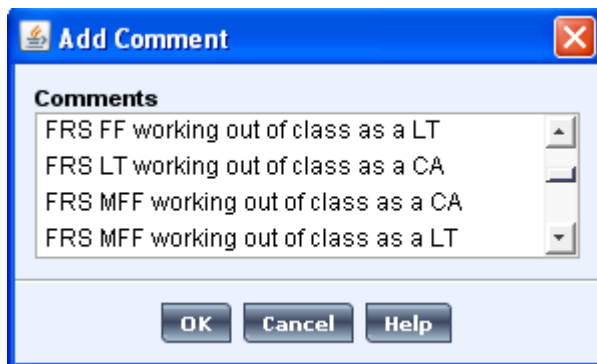 Add Comment
Comments
FRS FF working out of class as a LT
FRS LT working out of class as a CA
FRS MFF working out of class as a CA
FRS MFF working out of class as a LT
OK Cancel Help